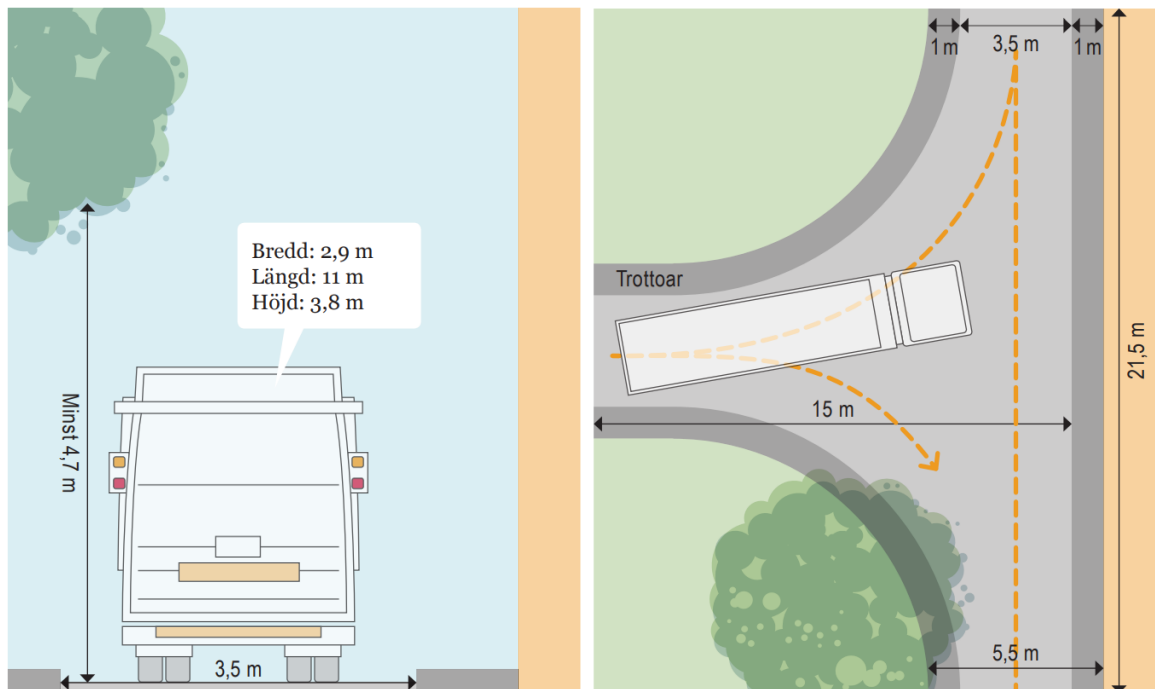 Bredd: 2,9 m
Längd: 11 m
Höjd: 3,8 m
Minst 4,7 m
3,5 m
1 m
3,5 m
1 m
Trottoar
21,5 m
15 m
5,5 m